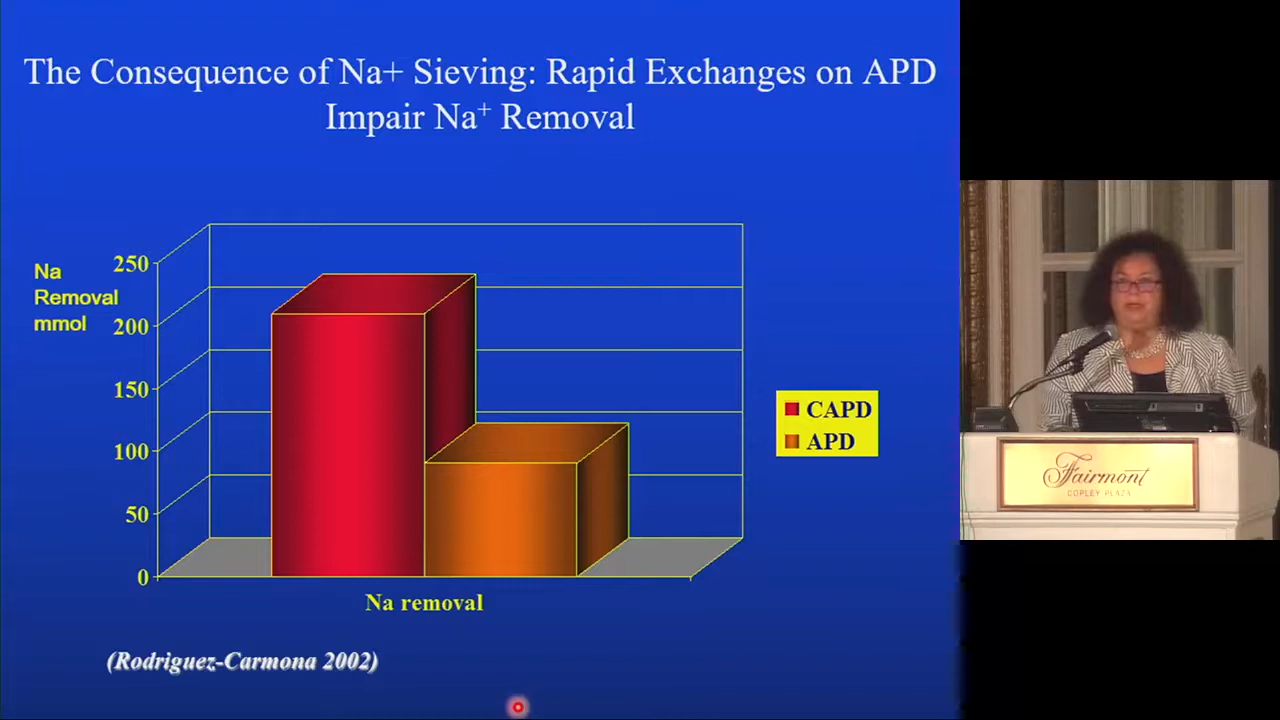 The Consequence of Na+ Sieving: Rapid Exchanges on APD
Impair Na⁺ Removal
Na
Removal
mmol
250
200
150
100
50
0
Na removal
CAPD
APD
(Rodriguez-Carmona 2002)
Fairmont
COPLEY PLAZA